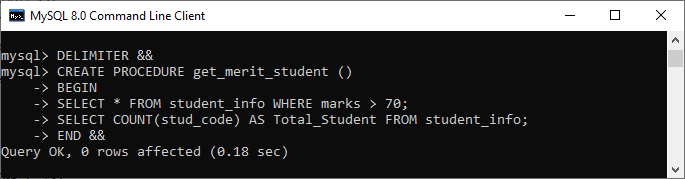 MySQL 8.0 Command Line Client
mysql> DELIMITER &&
mysql> CREATE PROCEDURE get_merit_student ()
    -> BEGIN
    -> SELECT * FROM student_info WHERE marks > 70;
    -> SELECT COUNT(stud_code) AS Total_Student FROM student_info;
    -> END &&
Query OK, 0 rows affected (0.18 sec)